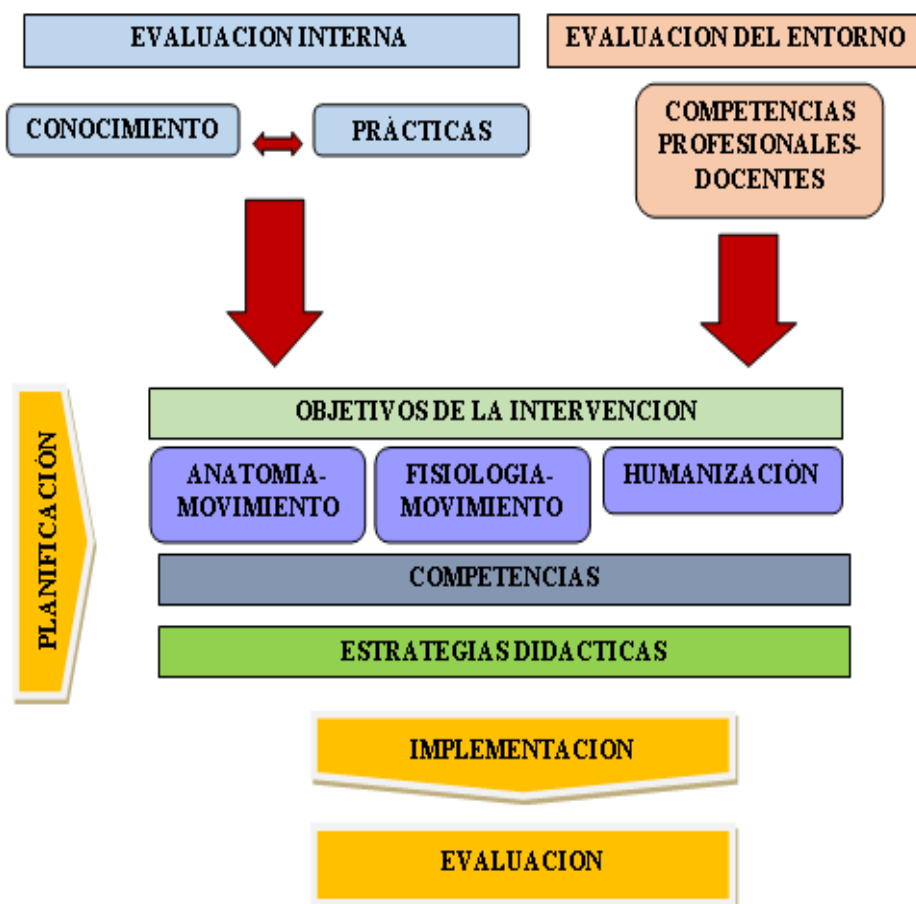 EVALUACION INTERNA
EVALUACION DEL ENTORNO
CONOCIMIENTO
PRÁCTICAS
COMPETENCIAS
PROFESIONALES-
DOCENTES
PLANIFICACIÓN
OBJETIVOS DE LA INTERVENCION
ANATOMIA-
MOVIMIENTO
FISIOLOGIA-
MOVIMIENTO
HUMANIZACIÓN
COMPETENCIAS
ESTRATEGIAS DIDACTICAS
IMPLEMENTACION
EVALUACION